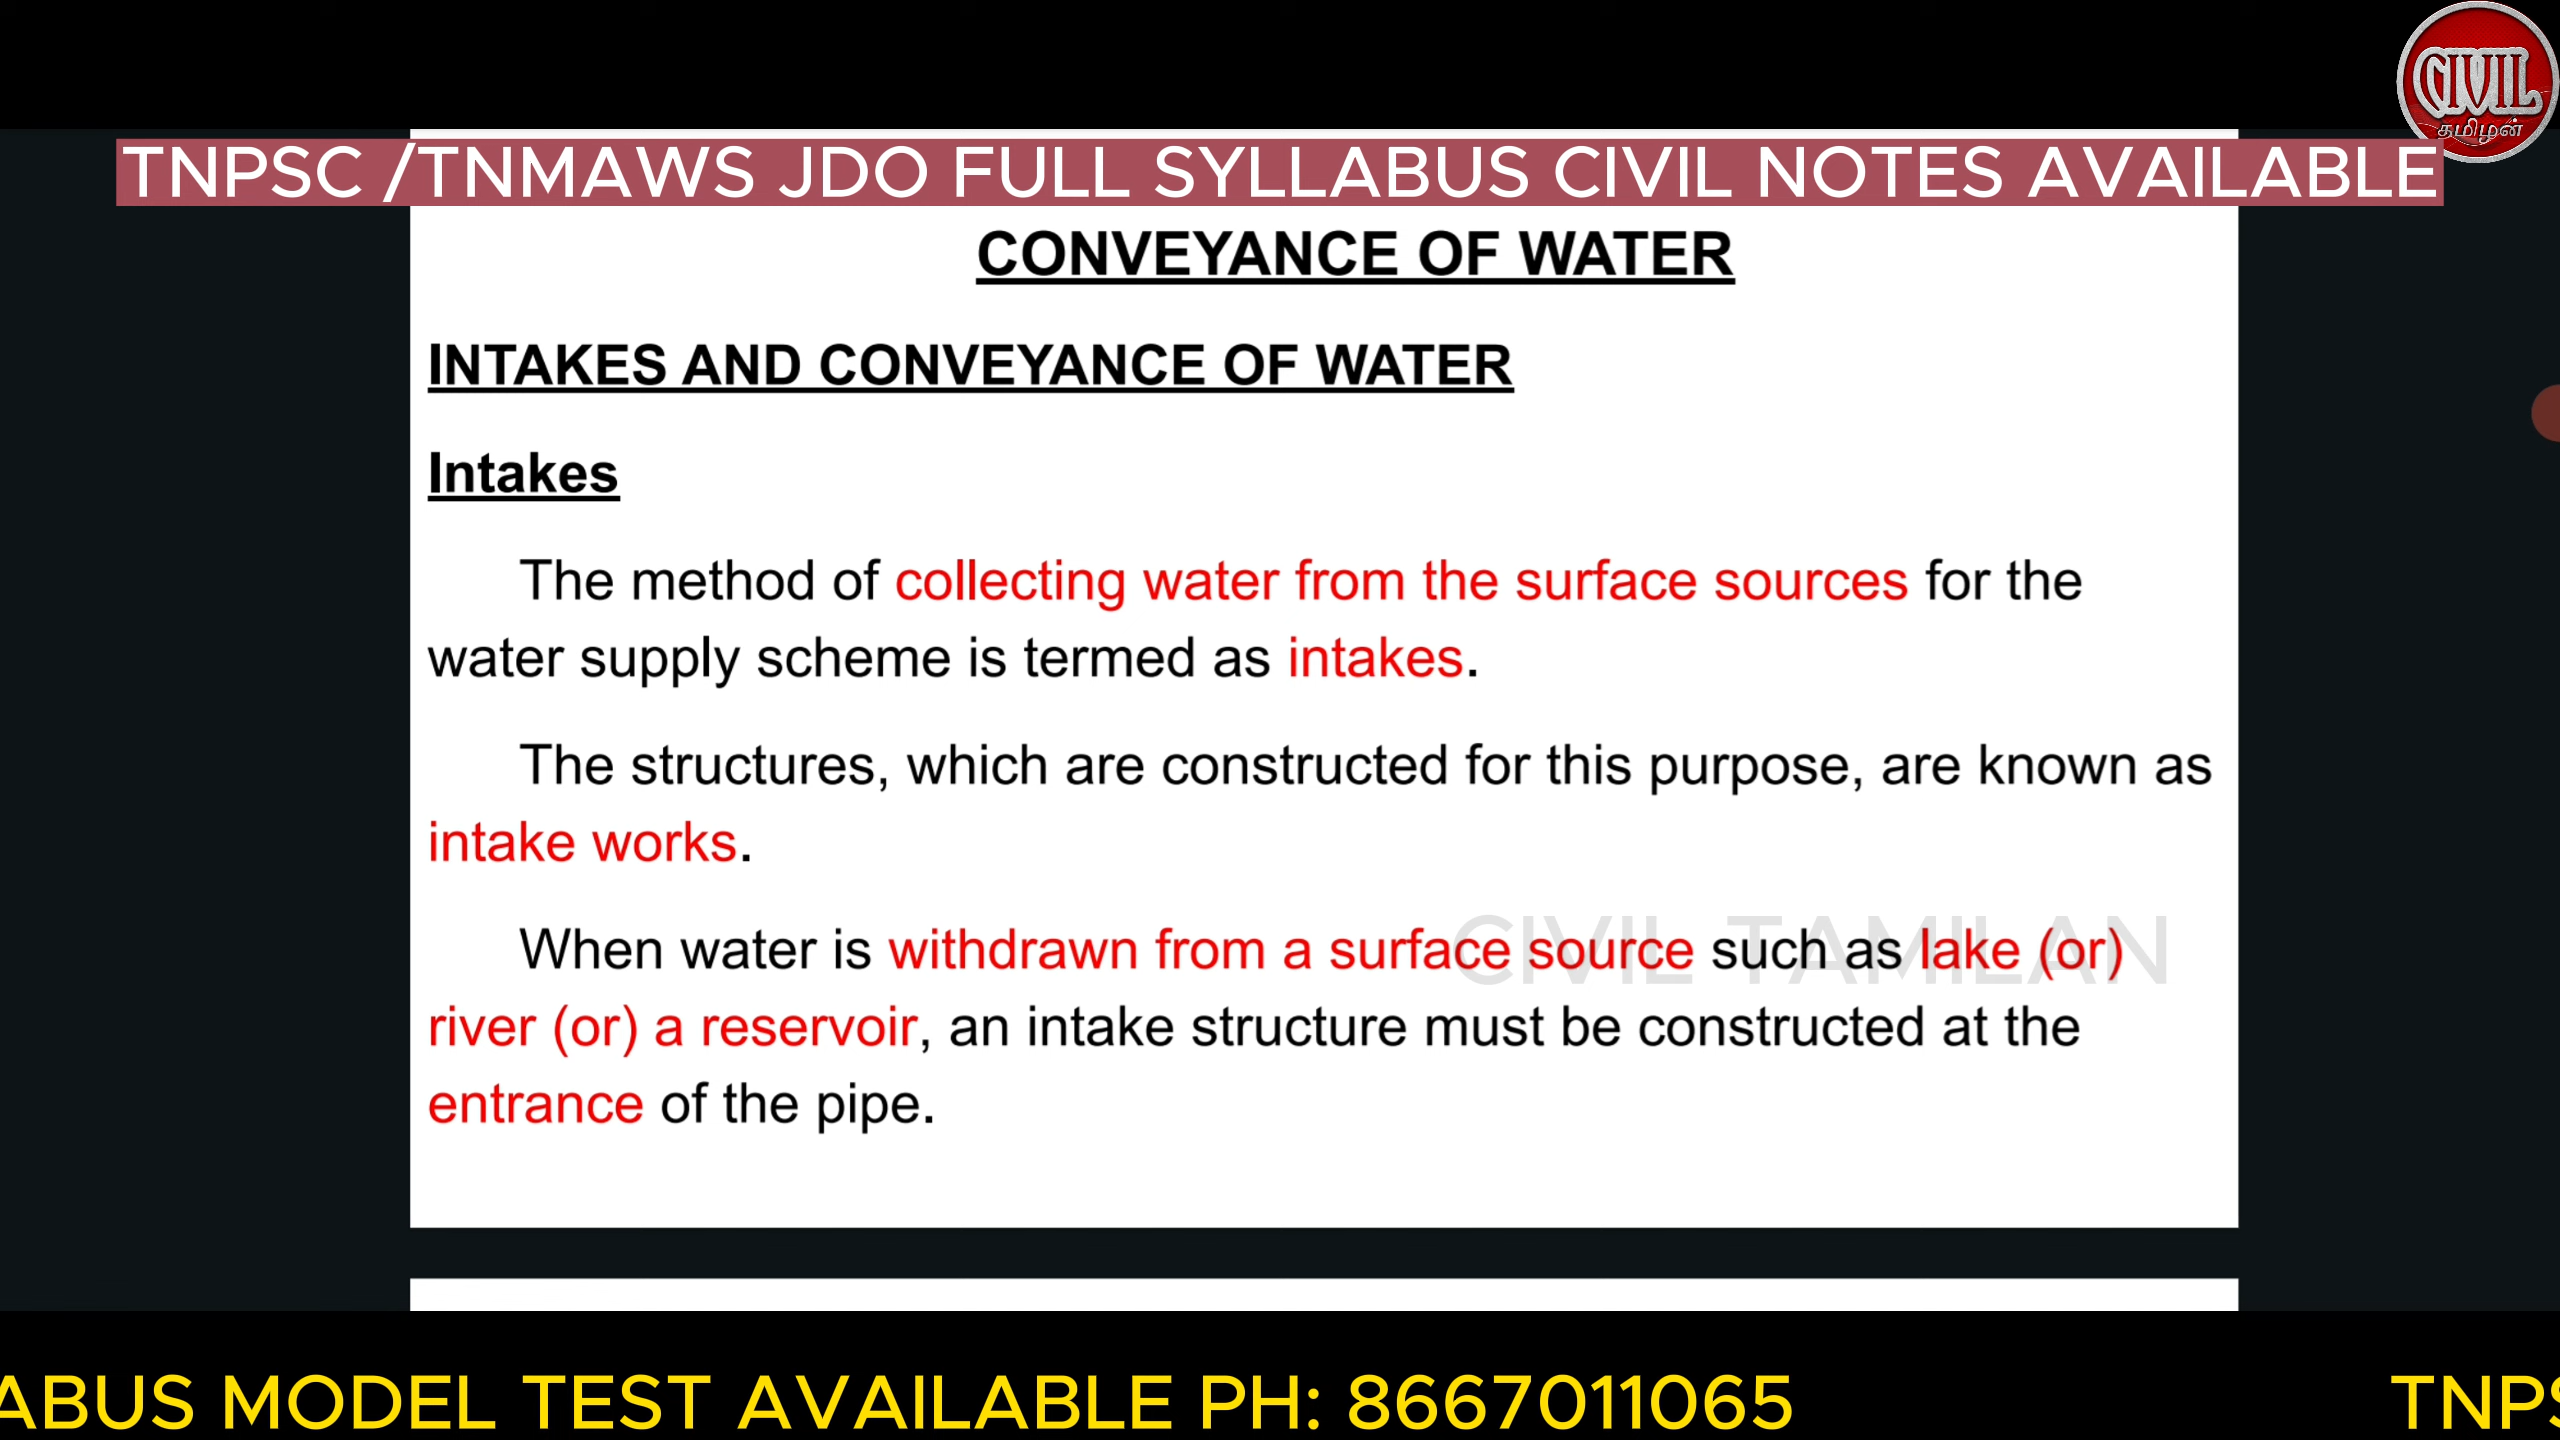 CIVIL
தமிழன்
TNPSC /TNMAWS JDO FULL SYLLABUS CIVIL NOTES AVAILABLE
CONVEYANCE OF WATER
INTAKES AND CONVEYANCE OF WATER
Intakes
The method of collecting water from the surface sources for the
water supply scheme is termed as intakes.
The structures, which are constructed for this purpose, are known as
intake works.
When water is withdrawn from a surface source such as lake (or)
river (or) a reservoir, an intake structure must be constructed at the
entrance of the pipe.
CIVIL TAMILAN
ABUS MODEL TEST AVAILABLE PH: 8667011065 TNPS